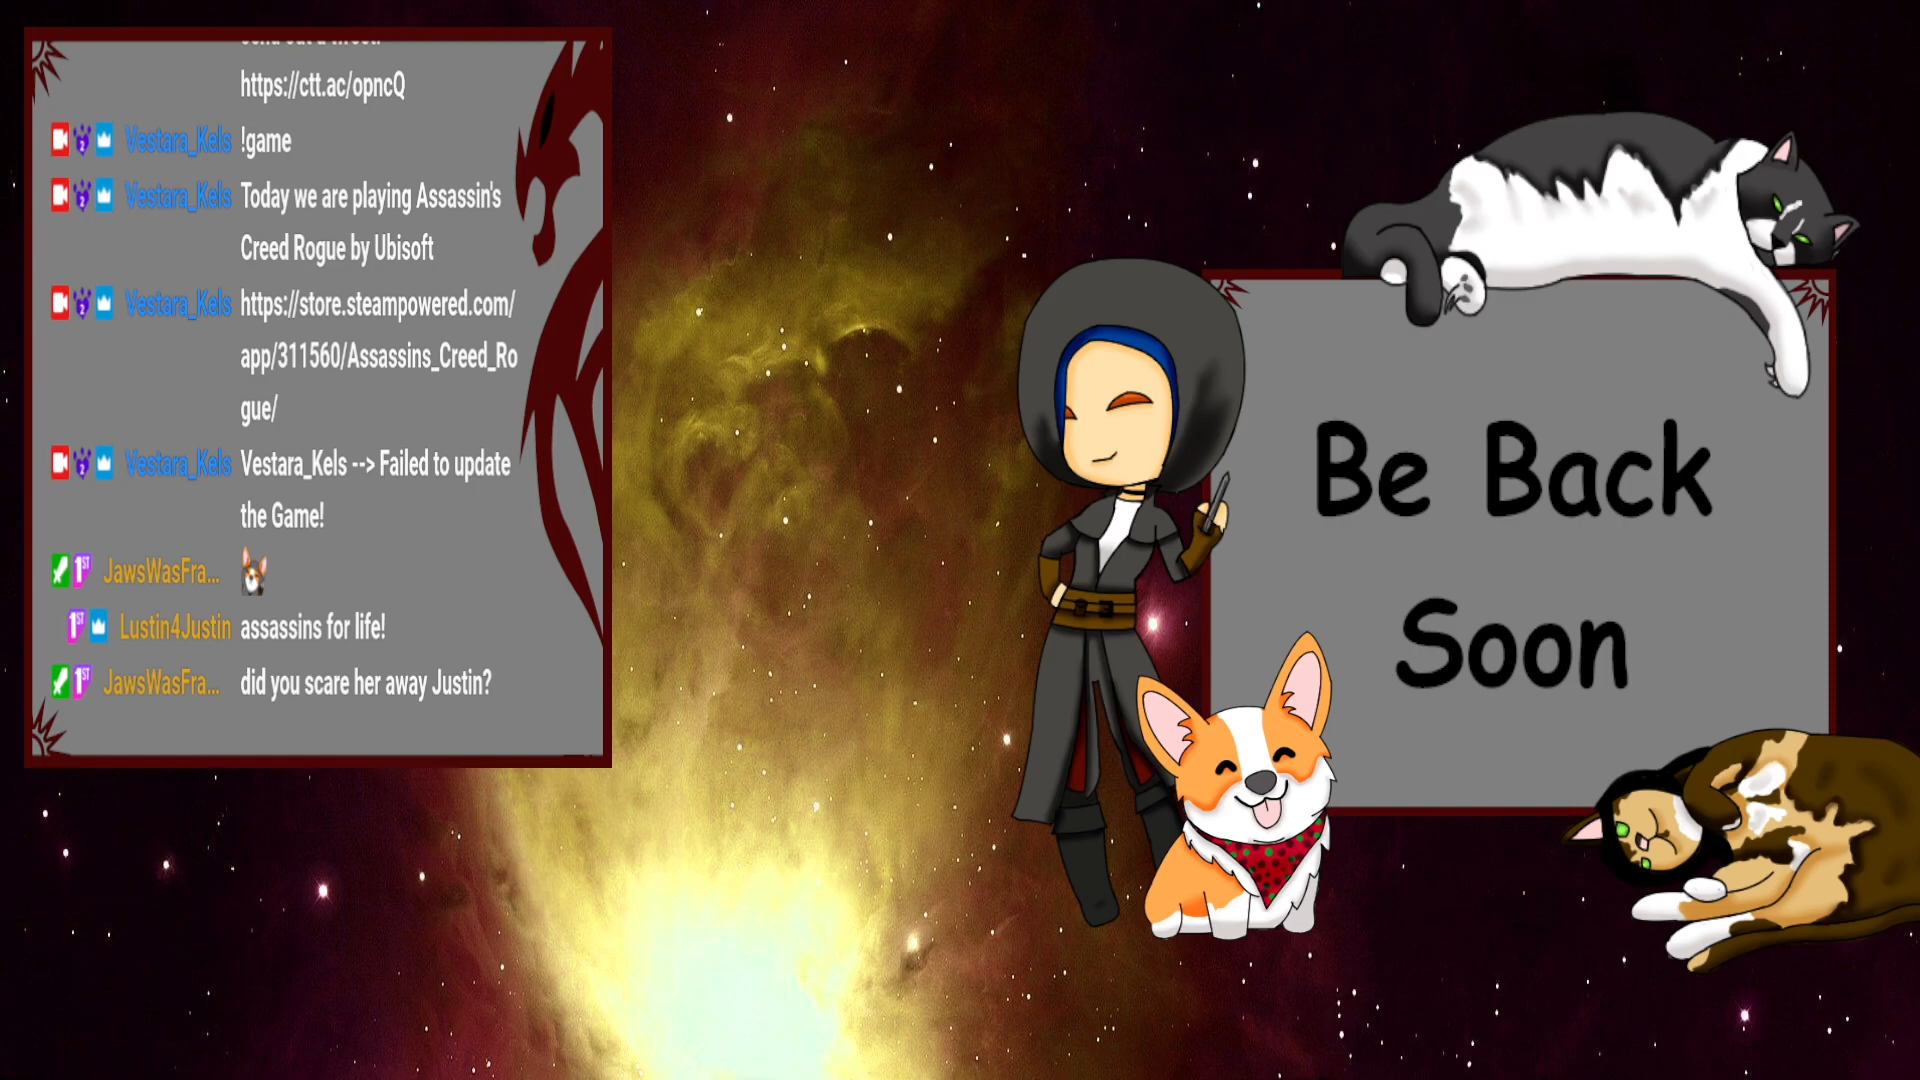 https://ctt.ac/opncQ
Vestara_Kels !game
Vestara_Kels Today we are playing Assassin's
Creed Rogue by Ubisoft
Vestara_Kels https://store.steampowered.com/
app/311560/Assassins_Creed_Ro
gue/
Vestara_Kels Vestara_Kels --> Failed to update
the Game!
JawsWasFra...
Lustin4Justin assassins for life!
JawsWasFra... did you scare her away Justin?
Be Back
Soon